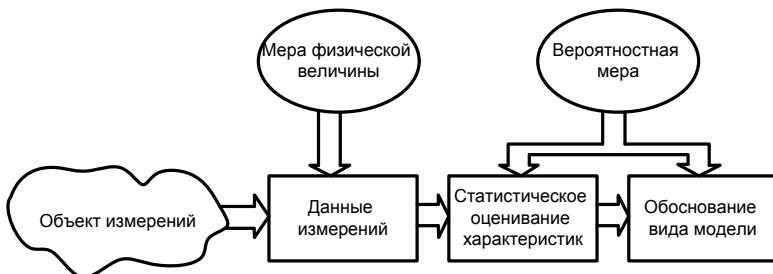 Мера физической
величины
Вероятностная
мера
Объект измерений
Данные
измерений
Статистическое
оценивание
характеристик
Обоснование
вида модели